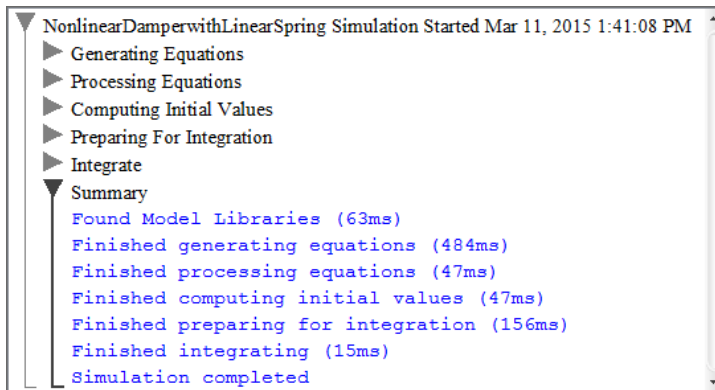 NonlinearDamperwithLinearSpring Simulation Started Mar 11, 2015 1:41:08 PM
Generating Equations
Processing Equations
Computing Initial Values
Preparing For Integration
Integrate
Summary
Found Model Libraries (63ms)
Finished generating equations (484ms)
Finished processing equations (47ms)
Finished computing initial values (47ms)
Finished preparing for integration (156ms)
Finished integrating (15ms)
Simulation completed